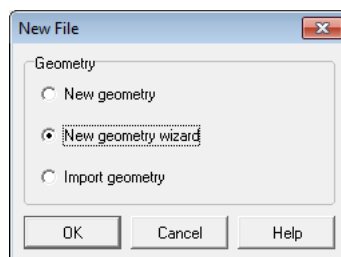 New File
Geometry
New geometry
New geometry wizard
Import geometry
OK Cancel Help